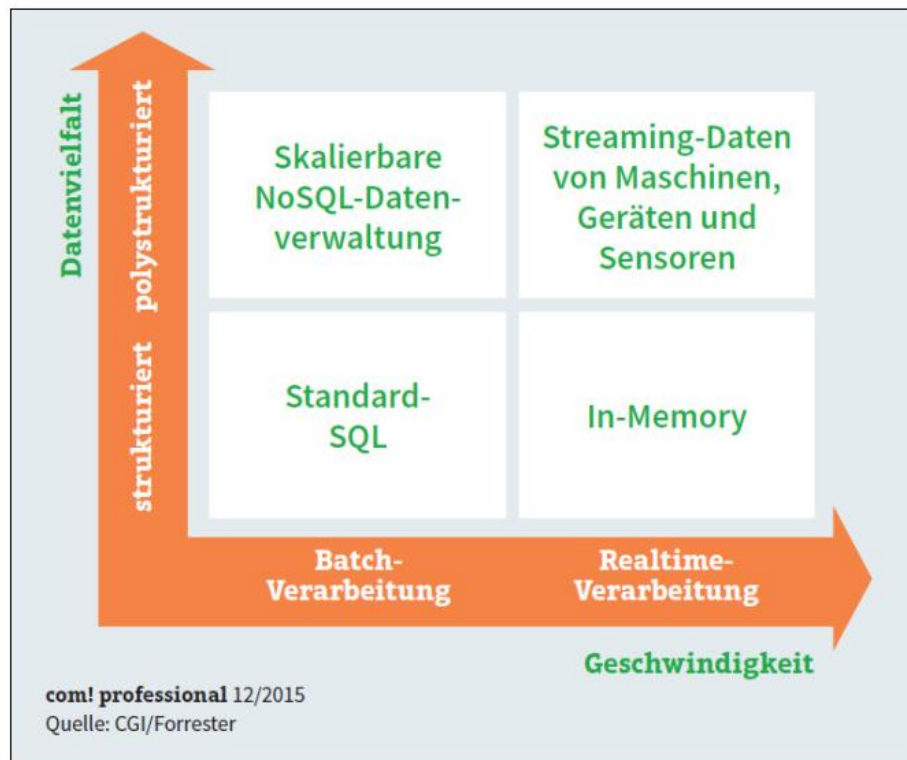 Datenvielfalt
polystrukturiert
strukturiert
Skalierbare
NoSQL-Daten-
verwaltung
Streaming-Daten
von Maschinen,
Geräten und
Sensoren
Standard-
SQL
In-Memory
Batch-
Verarbeitung
Realtime-
Verarbeitung
Geschwindigkeit
com! professional 12/2015
Quelle: CGI/Forrester